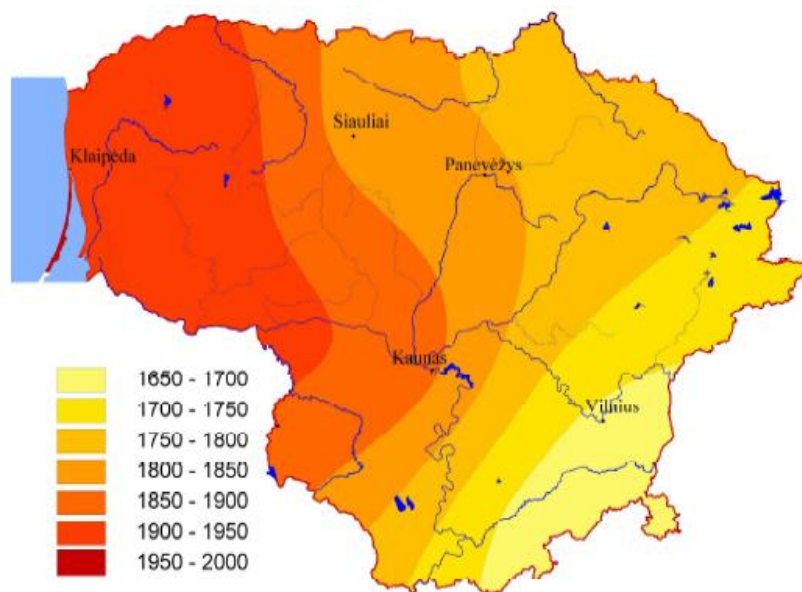 Šiauliai
Klaipėda
Panevėžys
Kaunas
Vilnius
1650 - 1700
1700 - 1750
1750 - 1800
1800 - 1850
1850 - 1900
1900 - 1950
1950 - 2000